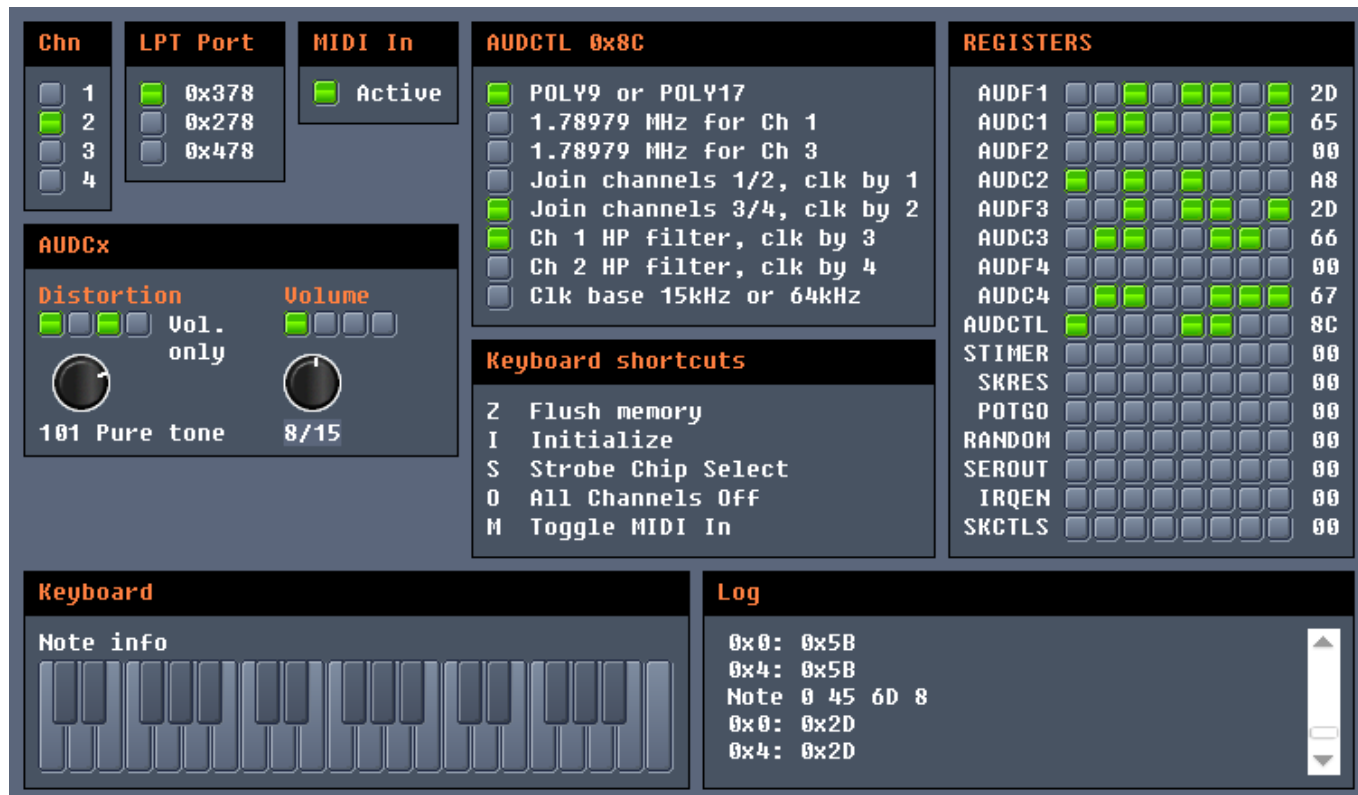 Chn
1
2
3
4
LPT Port
0x378
0x278
0x478
MIDI In
Active
AUDCTL 0x8C
POLY9 or POLY17
1.78979 MHz for Ch 1
1.78979 MHz for Ch 3
Join channels 1/2, clk by 1
Join channels 3/4, clk by 2
Ch 1 HP filter, clk by 3
Ch 2 HP filter, clk by 4
Clk base 15kHz or 64kHz
REGISTERS
AUDF1 2D
AUDC1 65
AUDF2 00
AUDC2 A8
AUDF3 2D
AUDC3 66
AUDF4 00
AUDC4 67
AUDCTL 8C
STIMER 00
SKRES 00
POTGO 00
RANDOM 00
SEROUT 00
IRQEN 00
SKCTLS 00
AUDCx
Distortion
Vol. only
101 Pure tone
Volume
8/15
Keyboard shortcuts
Z Flush memory
I Initialize
S Strobe Chip Select
O All Channels Off
M Toggle MIDI In
Keyboard
Note info
Log
0x0: 0x5B
0x4: 0x5B
Note 0 45 6D 8
0x0: 0x2D
0x4: 0x2D